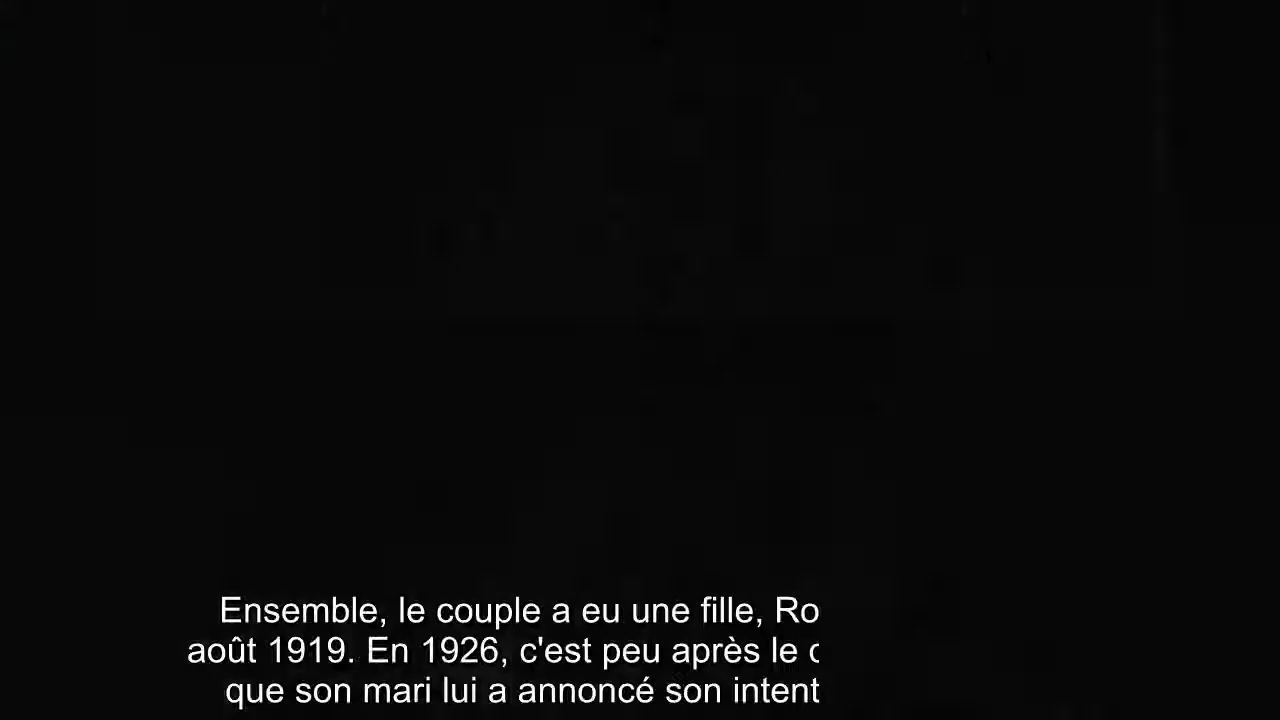 Ensemble, le couple a eu une fille, Ro
août 1919. En 1926, c'est peu après le
que son mari lui a annoncé son intent